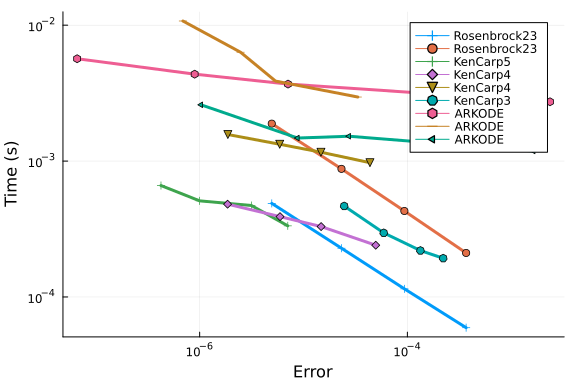 10⁻²
10⁻³
10⁻⁴
Time (s)
Rosenbrock23
Rosenbrock23
KenCarp5
KenCarp4
KenCarp4
KenCarp3
ARKODE
ARKODE
ARKODE
10⁻⁶
10⁻⁴
Error